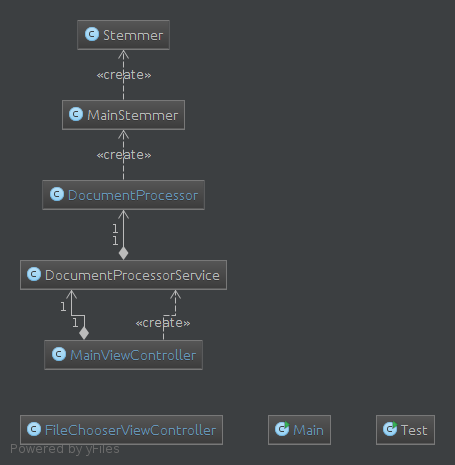 C Stemmer
«create»
C MainStemmer
«create»
C DocumentProcessor
1
1
C DocumentProcessorService
1
1
«create»
C MainViewController
C FileChooserViewController
C Main
C Test
Powered by yFiles